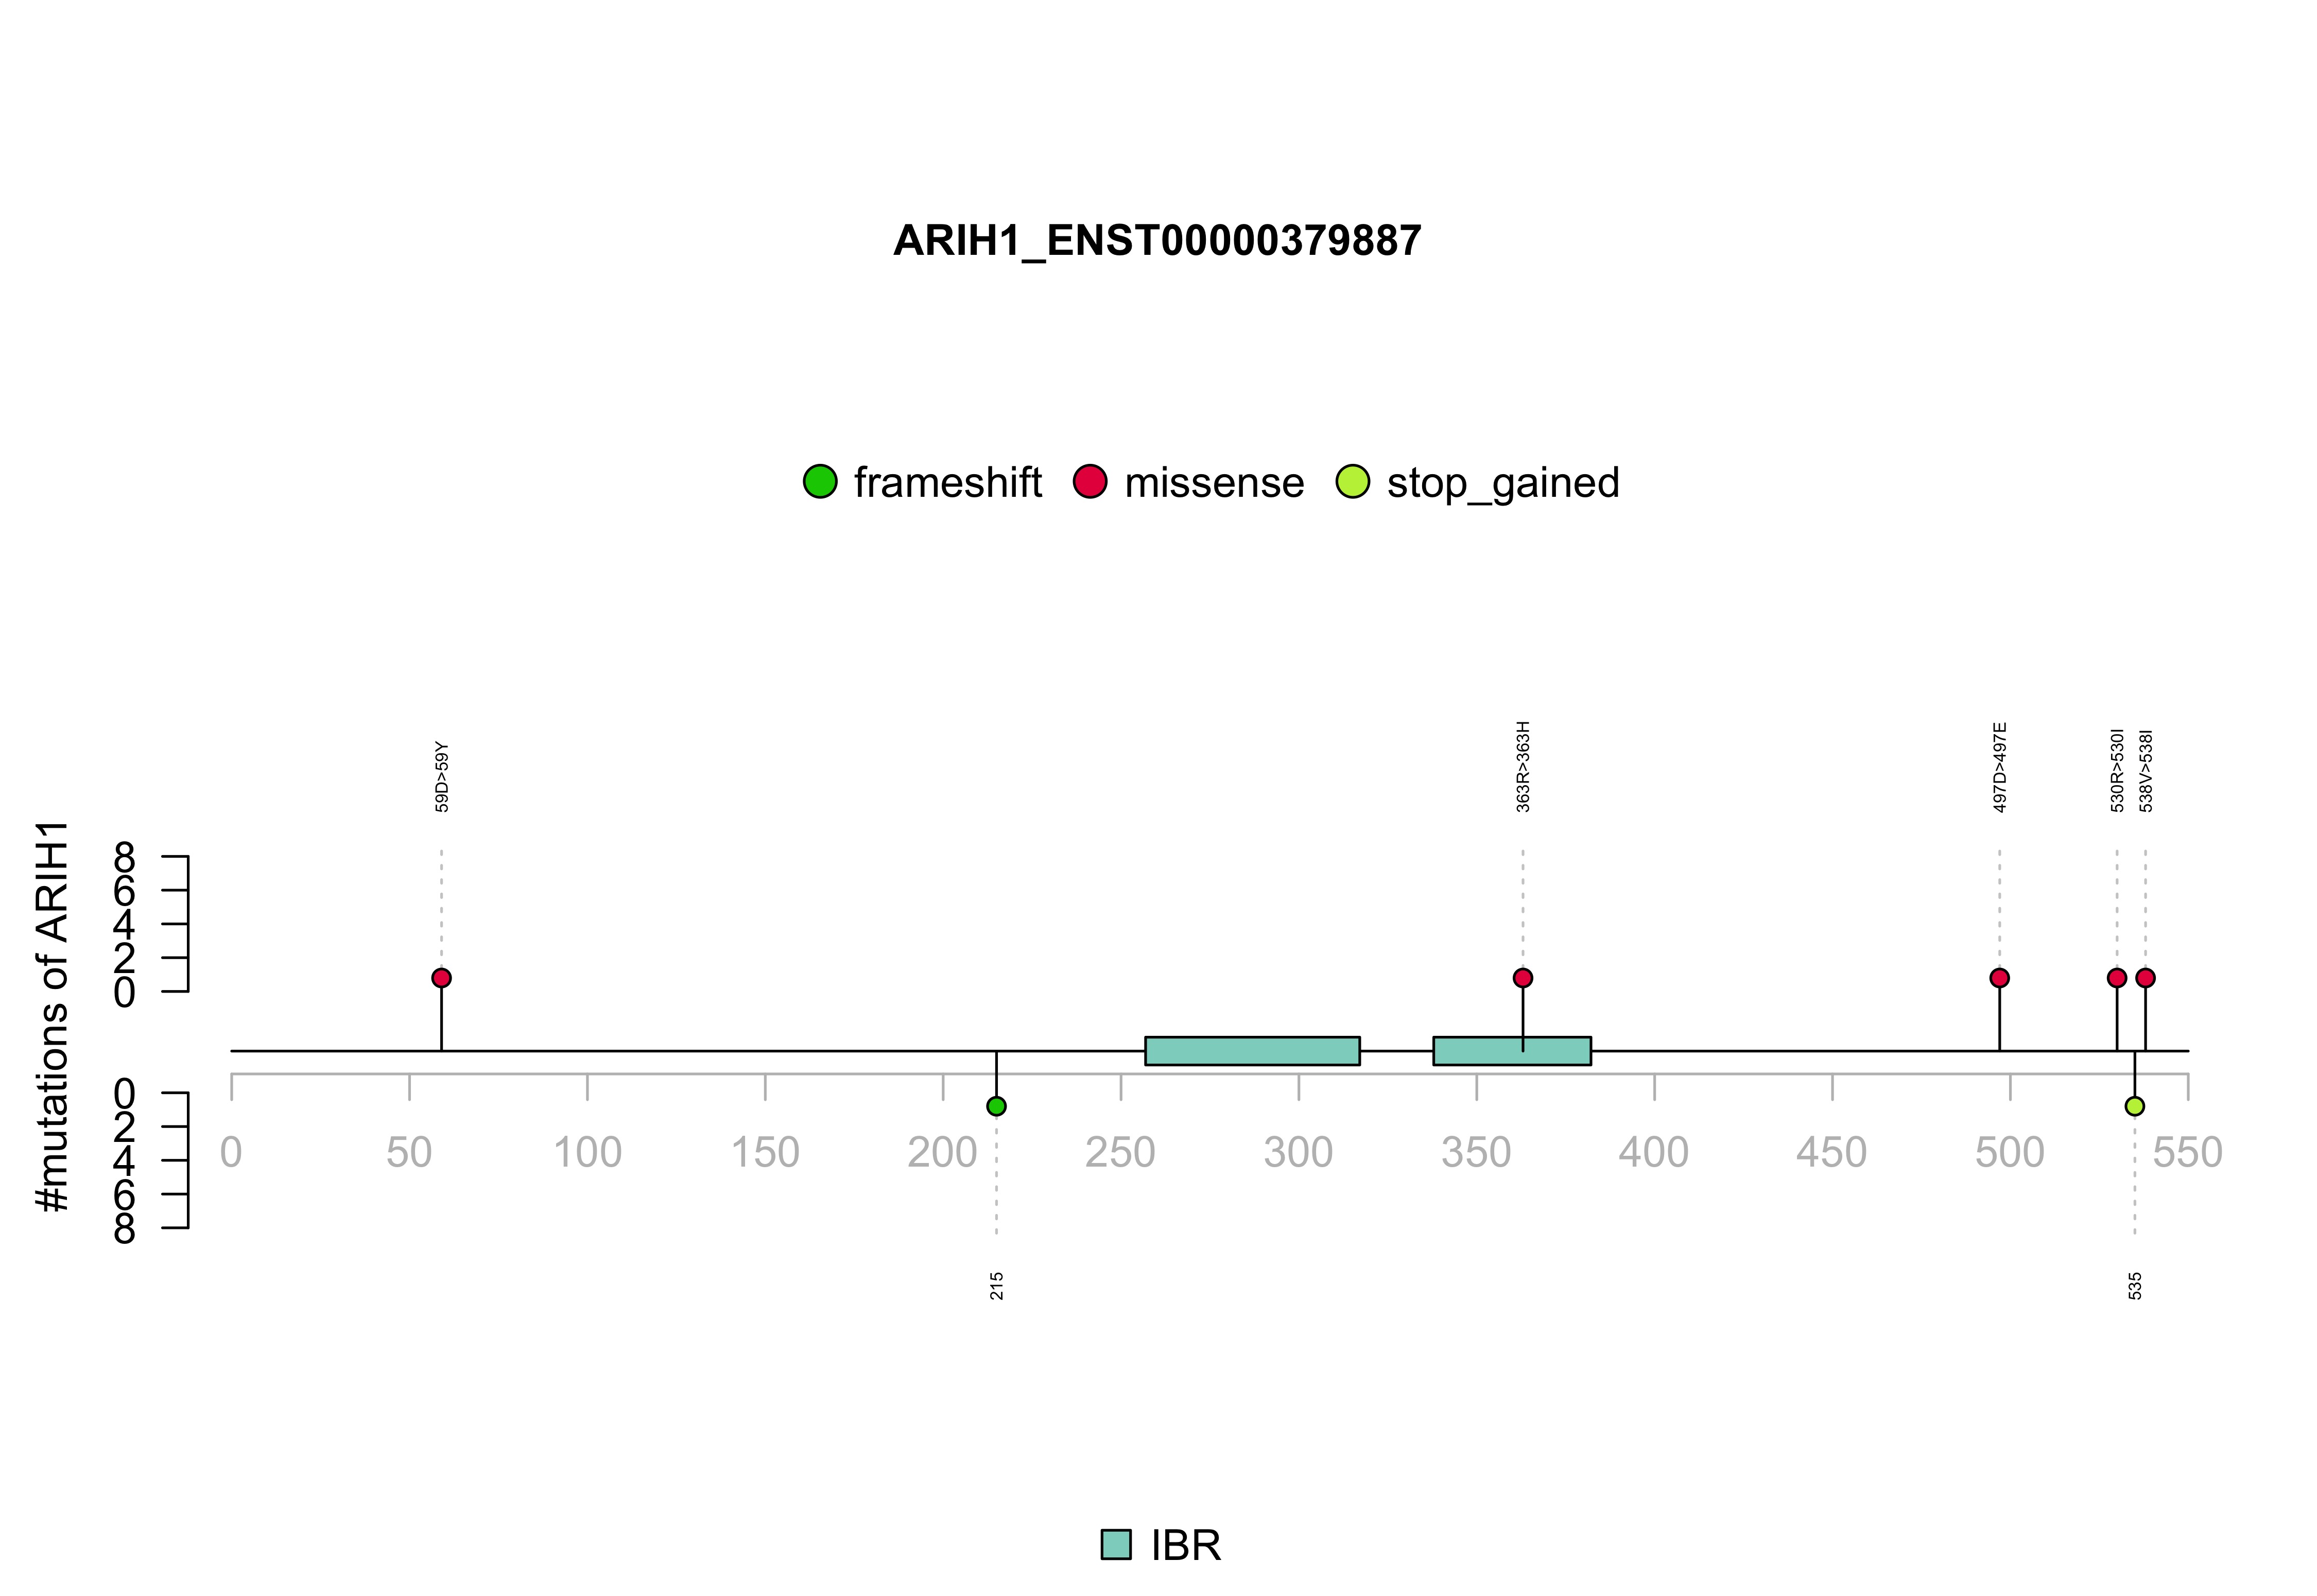 ARIH1_ENST00000379887
frameshift missense stop_gained
59D>59Y 363R>363H 497D>497E 530R>530I 538V>538I
#mutations of ARIH1
8
6
4
2
0
0
2
4
6
8
0 50 100 150 200 250 300 350 400 450 500 550
215 535
IBR